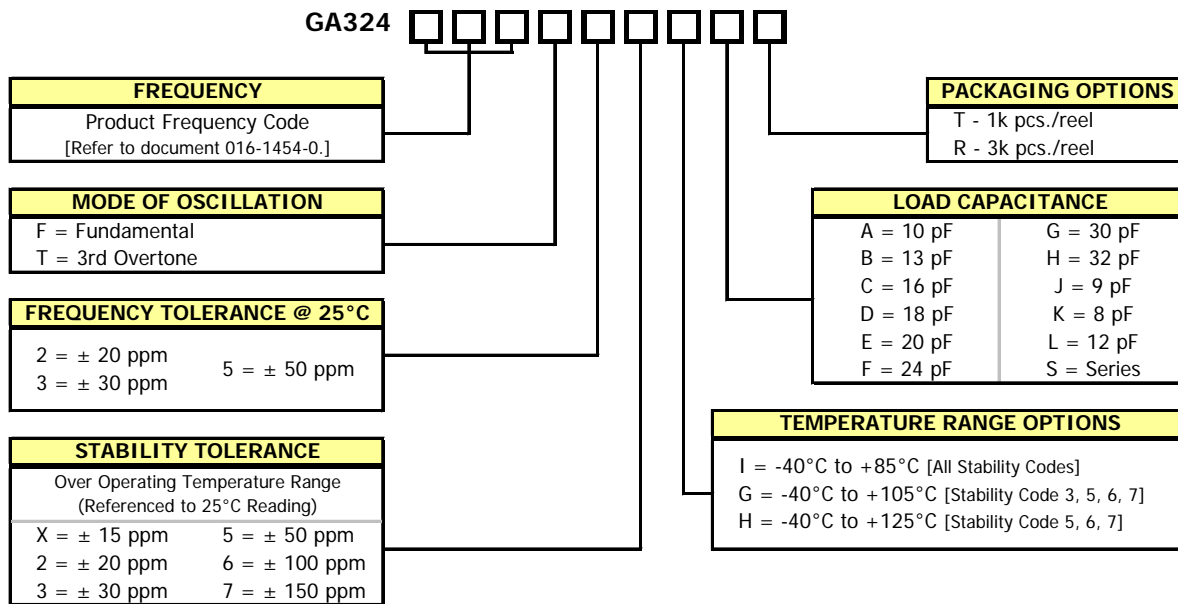 GA324
FREQUENCY
Product Frequency Code
[Refer to document 016-1454-0.]
MODE OF OSCILLATION
F = Fundamental
T = 3rd Overtone
FREQUENCY TOLERANCE @ 25°C
2 = ± 20 ppm
3 = ± 30 ppm
5 = ± 50 ppm
STABILITY TOLERANCE
Over Operating Temperature Range
(Referenced to 25°C Reading)
X = ± 15 ppm
2 = ± 20 ppm
3 = ± 30 ppm
5 = ± 50 ppm
6 = ± 100 ppm
7 = ± 150 ppm
PACKAGING OPTIONS
T - 1k pcs./reel
R - 3k pcs./reel
LOAD CAPACITANCE
A = 10 pF
B = 13 pF
C = 16 pF
D = 18 pF
E = 20 pF
F = 24 pF
G = 30 pF
H = 32 pF
J = 9 pF
K = 8 pF
L = 12 pF
S = Series
TEMPERATURE RANGE OPTIONS
I = -40°C to +85°C [All Stability Codes]
G = -40°C to +105°C [Stability Code 3, 5, 6, 7]
H = -40°C to +125°C [Stability Code 5, 6, 7]